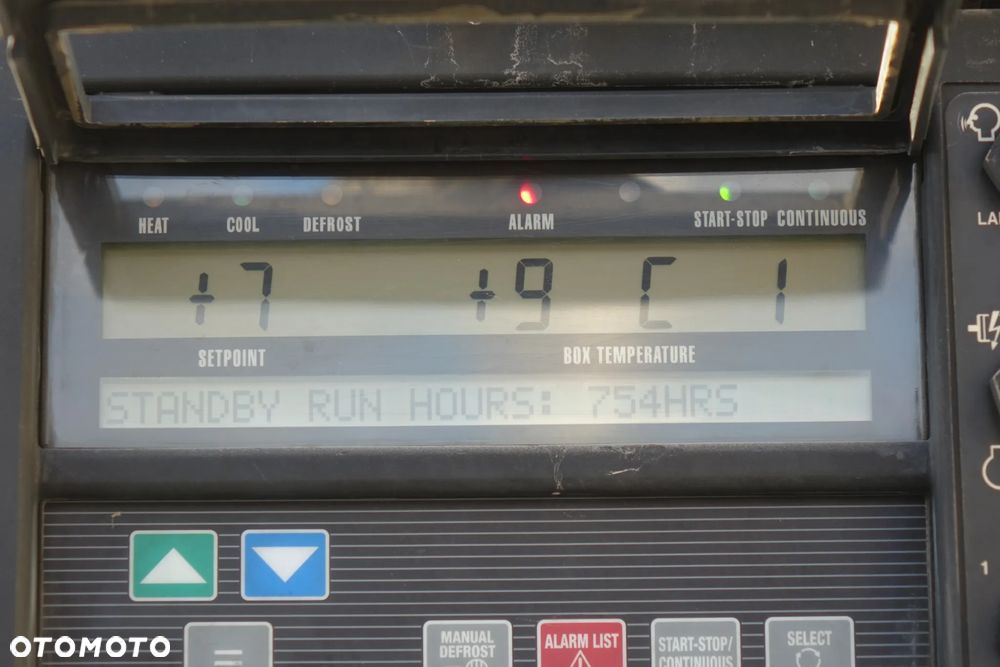 HEAT COOL DEFROST ALARM START-STOP CONTINUOUS
+7 +9 C 1
SETPOINT BOX TEMPERATURE
STANDBY RUN HOURS: 754HRS
MANUAL DEFROST
ALARM LIST
START-STOP/ CONTINUOUS
SELECT
1
OTOMOTO